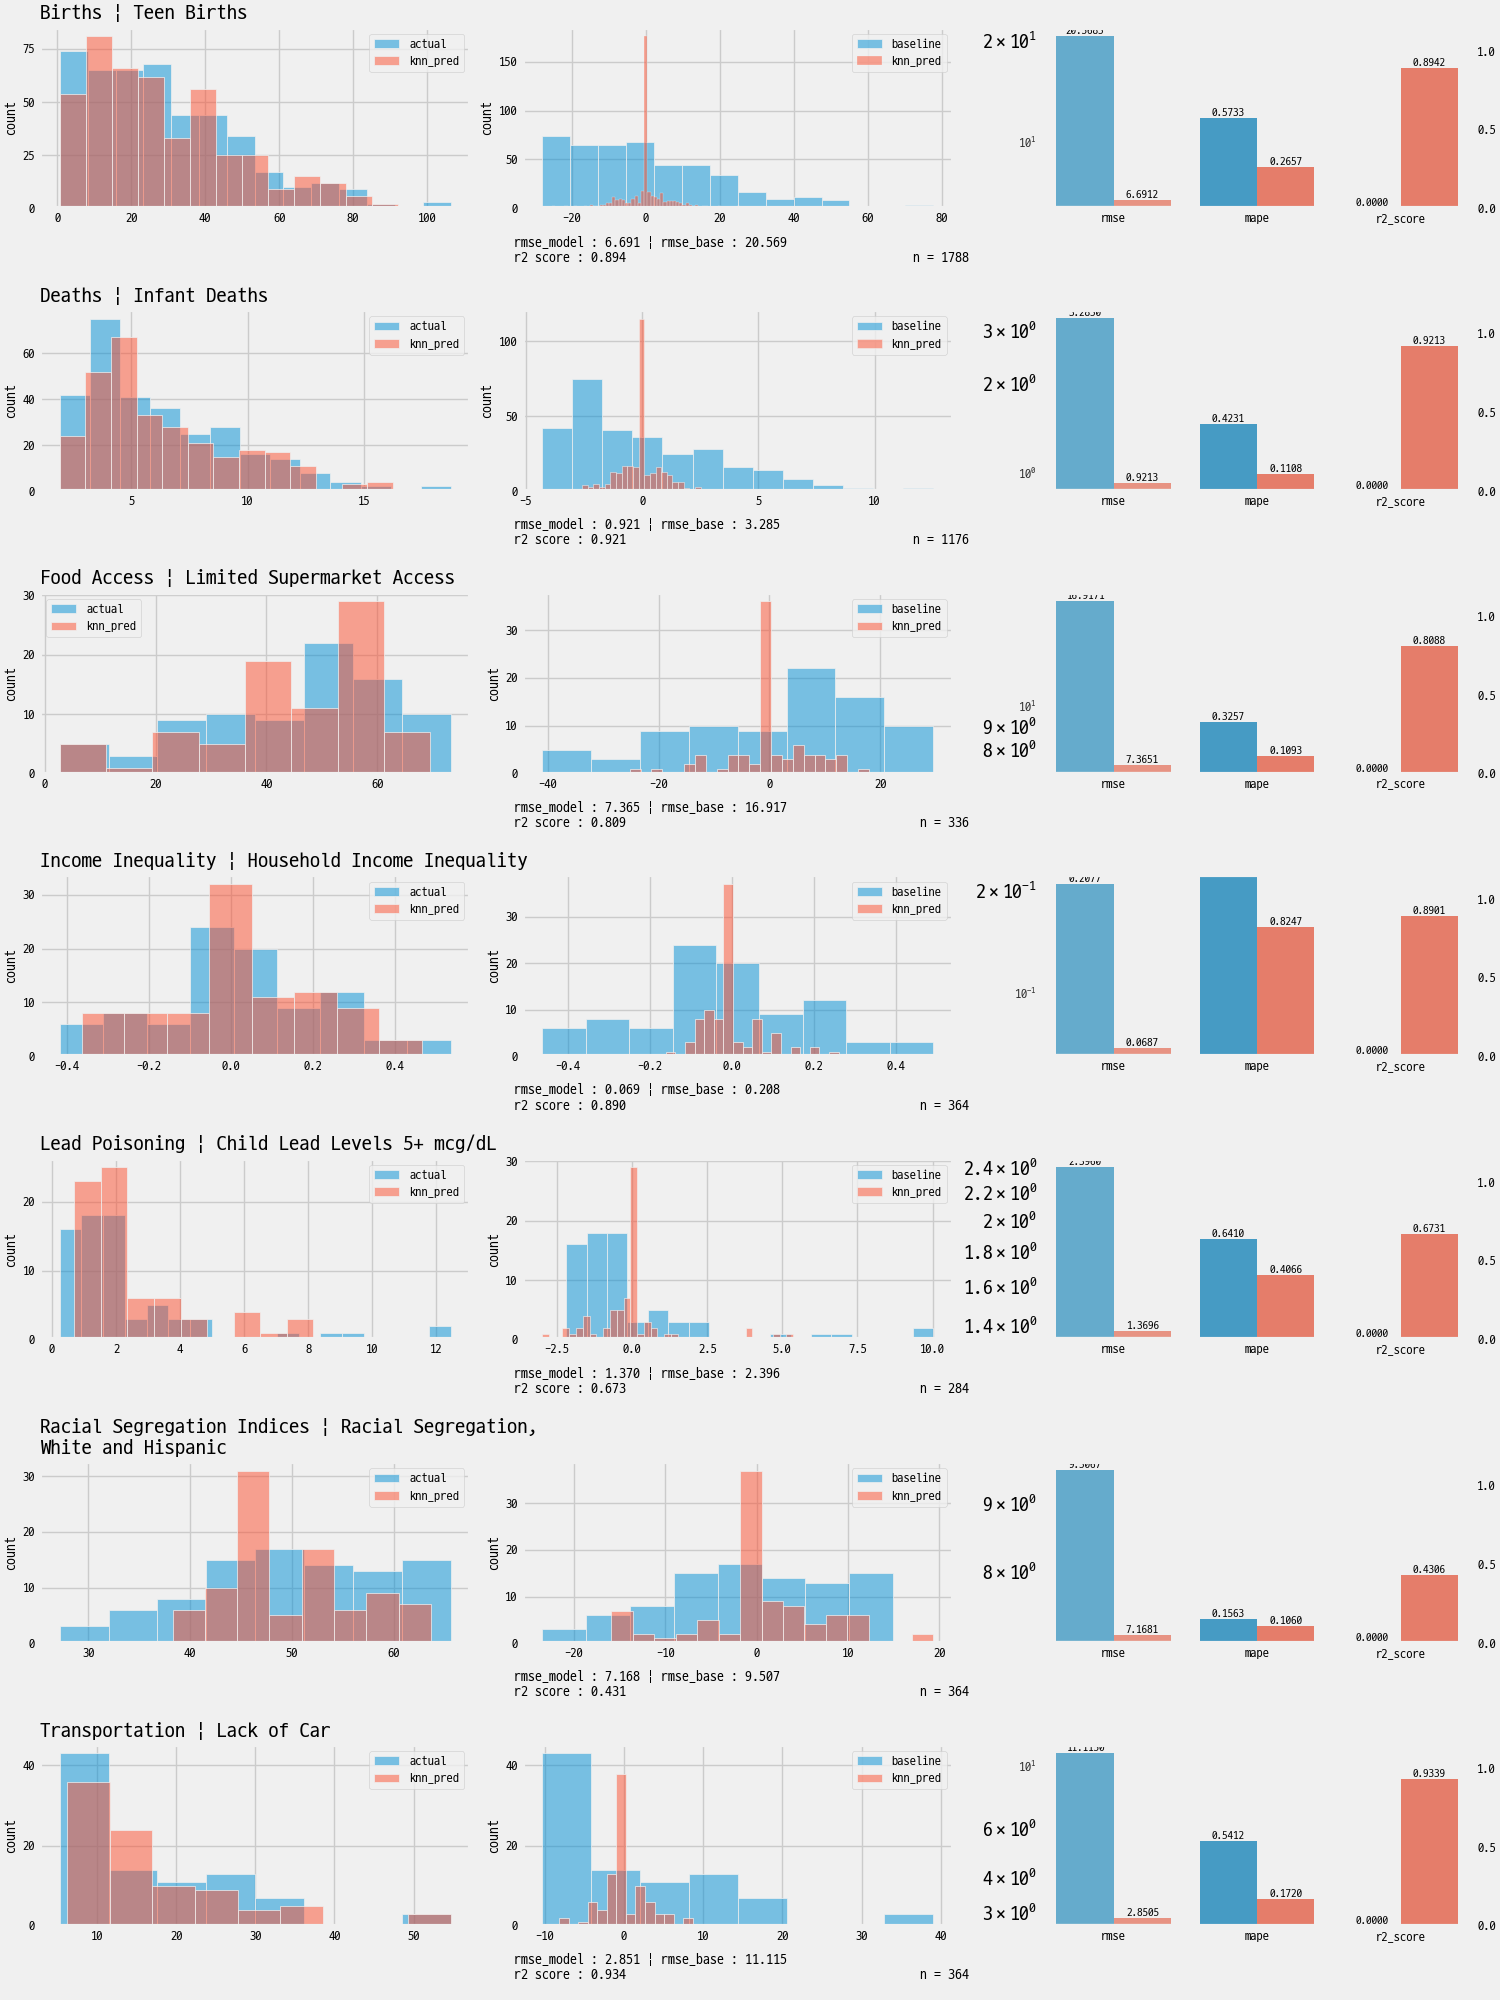 Births ¦ Teen Births
actual
knn_pred
count
75
50
25
0
0 20 40 60 80 100
baseline
knn_pred
count
150
100
50
0
−20 0 20 40 60 80
rmse_model : 6.691 ¦ rmse_base : 20.569
r2 score : 0.894 n = 1788
2 × 10¹
10¹
6.6912
0.5733
0.2657
0.0000
0.8942
rmse mape r2_score
1.0
0.5
0.0
Deaths ¦ Infant Deaths
actual
knn_pred
count
60
40
20
0
5 10 15
baseline
knn_pred
count
100
50
0
−5 0 5 10
rmse_model : 0.921 ¦ rmse_base : 3.285
r2 score : 0.921 n = 1176
3 × 10⁰
2 × 10⁰
10⁰
0.9213
0.4231
0.1108
0.0000
0.9213
rmse mape r2_score
1.0
0.5
0.0
Food Access ¦ Limited Supermarket Access
actual
knn_pred
count
30
20
10
0
0 20 40 60
baseline
knn_pred
count
30
20
10
0
−40 −20 0 20
rmse_model : 7.365 ¦ rmse_base : 16.917
r2 score : 0.809 n = 336
10¹
9 × 10⁰
8 × 10⁰
7.3651
0.3257
0.1093
0.0000
0.8088
rmse mape r2_score
1.0
0.5
0.0
Income Inequality ¦ Household Income Inequality
actual
knn_pred
count
30
20
10
0
−0.4 −0.2 0.0 0.2 0.4
baseline
knn_pred
count
30
20
10
0
−0.4 −0.2 0.0 0.2 0.4
rmse_model : 0.069 ¦ rmse_base : 0.208
r2 score : 0.890 n = 364
2 × 10⁻¹
10⁻¹
0.2077
0.0687
0.8247
0.0000
0.8901
rmse mape r2_score
1.0
0.5
0.0
Lead Poisoning ¦ Child Lead Levels 5+ mcg/dL
actual
knn_pred
count
20
10
0
0 2 4 6 8 10 12
baseline
knn_pred
count
30
20
10
0
−2.5 0.0 2.5 5.0 7.5 10.0
rmse_model : 1.370 ¦ rmse_base : 2.396
r2 score : 0.673 n = 284
2.4 × 10⁰
2.2 × 10⁰
2 × 10⁰
1.8 × 10⁰
1.6 × 10⁰
1.4 × 10⁰
1.3696
0.6410
0.4066
0.0000
0.6731
rmse mape r2_score
1.0
0.5
0.0
Racial Segregation Indices ¦ Racial Segregation,
White and Hispanic
actual
knn_pred
count
30
20
10
0
30 40 50 60
baseline
knn_pred
count
30
20
10
0
−20 −10 0 10 20
rmse_model : 7.168 ¦ rmse_base : 9.507
r2 score : 0.431 n = 364
9 × 10⁰
8 × 10⁰
7.1681
0.1563
0.1060
0.0000
0.4306
rmse mape r2_score
1.0
0.5
0.0
Transportation ¦ Lack of Car
actual
knn_pred
count
40
20
0
10 20 30 40 50
baseline
knn_pred
count
40
20
0
−10 0 10 20 30 40
rmse_model : 2.851 ¦ rmse_base : 11.115
r2 score : 0.934 n = 364
10¹
6 × 10⁰
4 × 10⁰
3 × 10⁰
2.8505
0.5412
0.1720
0.0000
0.9339
rmse mape r2_score
1.0
0.5
0.0